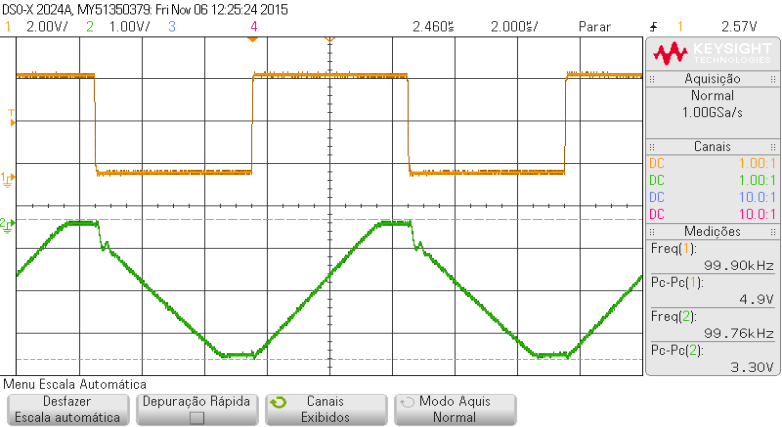 DSO-X 2024A, MY51350379: Fri Nov 06 12:25:24 2015
1 2.00V/ 2 1.00V/ 3 4 2.460s 2.000s/ Parar 1 2.57V
KEYSIGHT
TECHNOLOGIES
Aquisição
Normal
1.00GSa/s
Canais
DC 1.00:1
DC 1.00:1
DC 10.0:1
DC 10.0:1
Medições
Freq(1):
99.90kHz
Pc-Pc(1):
4.9V
Freq(2):
99.76kHz
Pc-Pc(2):
3.30V
T
1
2
Menu Escala Automática
Desfazer
Escala automática
Depuração Rápida
Canais
Exibidos
Modo Aquis
Normal